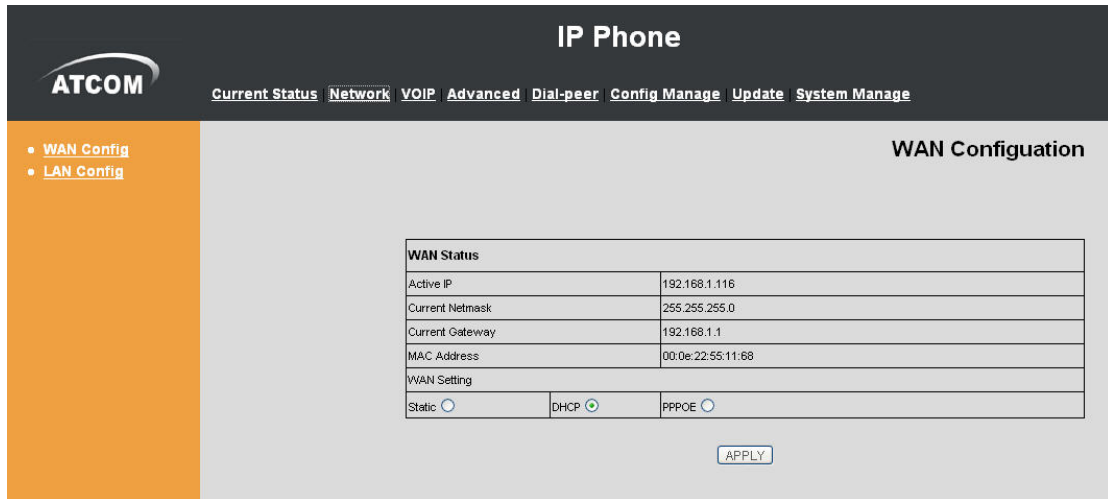 IP Phone
ATCOM
Current Status | Network | VOIP | Advanced | Dial-peer | Config Manage | Update | System Manage
WAN Config
LAN Config
WAN Configuation
WAN Status
Active IP 192.168.1.116
Current Netmask 255.255.255.0
Current Gateway 192.168.1.1
MAC Address 00:0e:22:55:11:68
WAN Setting
Static DHCP PPPOE
APPLY